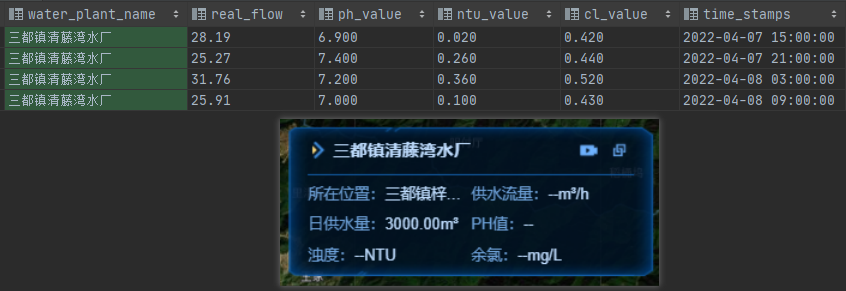 water_plant_name real_flow ph_value ntu_value cl_value time_stamps
三都镇清藤湾水厂 28.19 6.900 0.020 0.420 2022-04-07 15:00:00
三都镇清藤湾水厂 25.27 7.400 0.260 0.440 2022-04-07 21:00:00
三都镇清藤湾水厂 31.76 7.200 0.360 0.520 2022-04-08 03:00:00
三都镇清藤湾水厂 25.91 7.000 0.100 0.430 2022-04-08 09:00:00
三都镇清藤湾水厂
所在位置: 三都镇梓... 供水流量: --m³/h
日供水量: 3000.00m³ PH值: --
浊度: --NTU 余氯: --mg/L